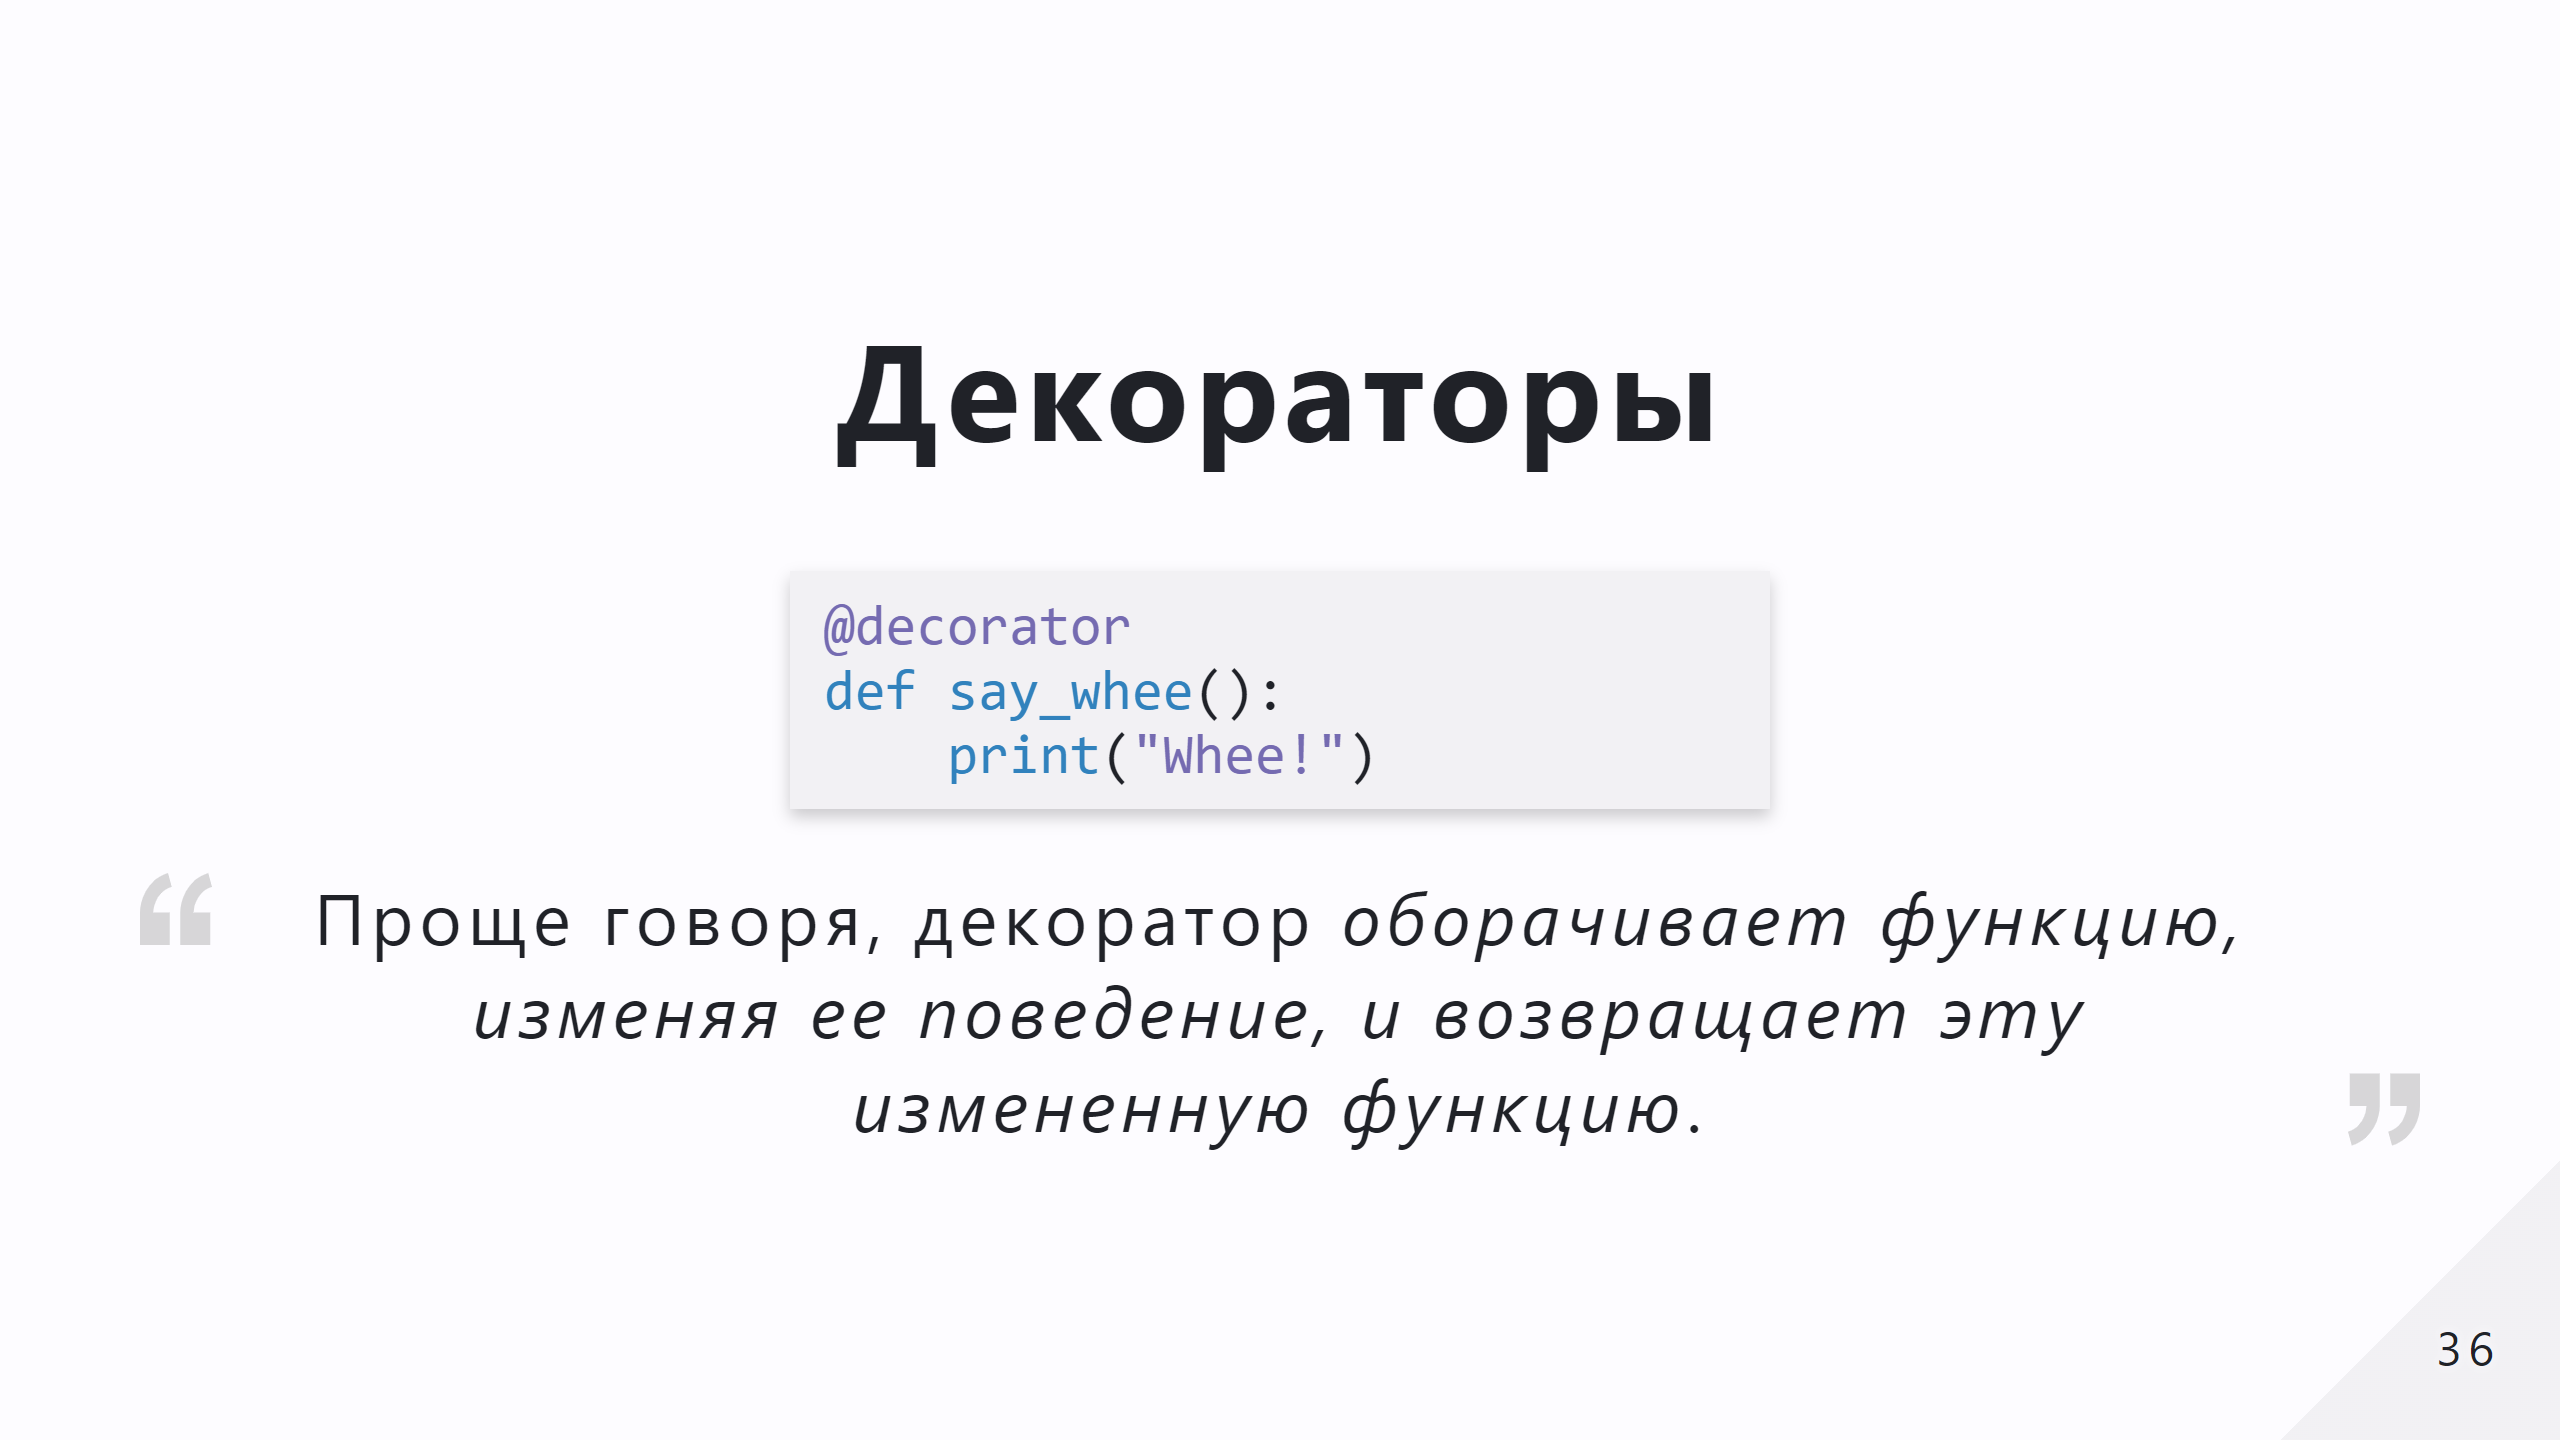 Декораторы
@decorator
def say_whee():
    print("Whee!")
“ Проще говоря, декоратор оборачивает функцию,
изменяя ее поведение, и возвращает эту
измененную функцию. ”
36